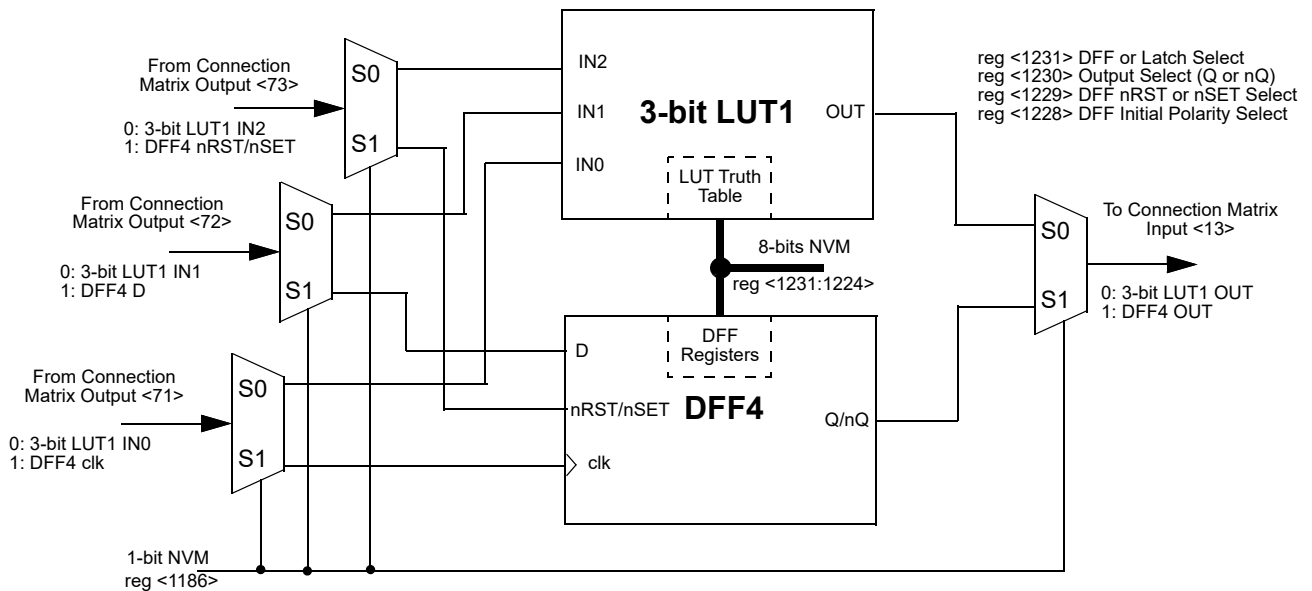 From Connection
Matrix Output <73>
0: 3-bit LUT1 IN2
1: DFF4 nRST/nSET
S0
S1
From Connection
Matrix Output <72>
0: 3-bit LUT1 IN1
1: DFF4 D
S0
S1
From Connection
Matrix Output <71>
0: 3-bit LUT1 IN0
1: DFF4 clk
S0
S1
1-bit NVM
reg <1186>
IN2
IN1
IN0
3-bit LUT1
OUT
LUT Truth
Table
8-bits NVM
reg <1231:1224>
DFF
Registers
D
nRST/nSET
clk
DFF4
Q/nQ
reg <1231> DFF or Latch Select
reg <1230> Output Select (Q or nQ)
reg <1229> DFF nRST or nSET Select
reg <1228> DFF Initial Polarity Select
S0
S1
To Connection Matrix
Input <13>
0: 3-bit LUT1 OUT
1: DFF4 OUT